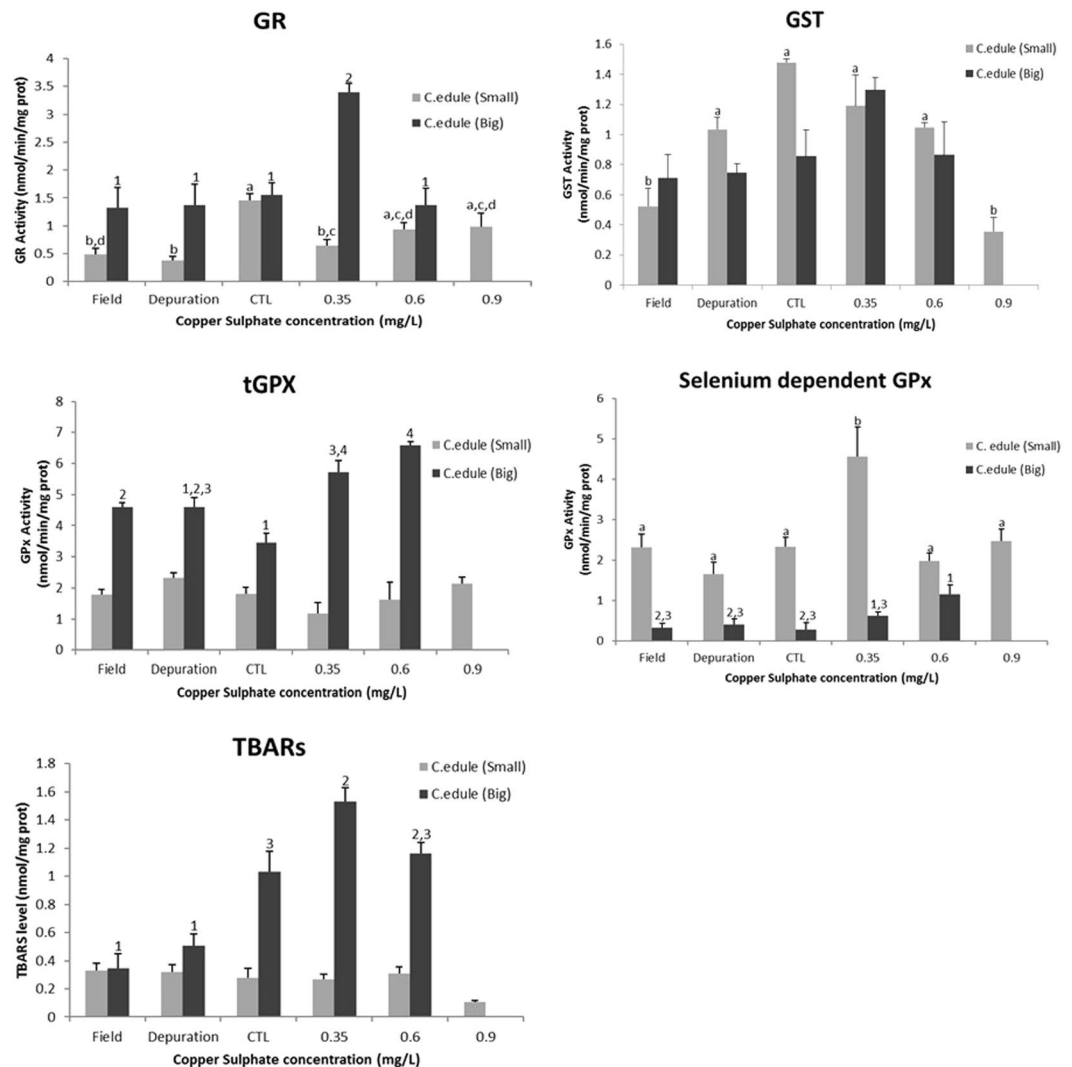 GR
GR Activity (nmol/min/mg prot)
4
3.5
3
2.5
2
1.5
1
0.5
0
b,d
1
b
1
a
1
b,c
2
a,c,d
1
a,c,d
C.edule (Small)
C.edule (Big)
Field Depuration CTL 0.35 0.6 0.9
Copper Sulphate concentration (mg/L)
GST
GST Activity
(nmol/min/mg prot)
1.6
1.4
1.2
1
0.8
0.6
0.4
0.2
0
b
a
a
a
a
b
C.edule (Small)
C.edule (Big)
Field Depuration CTL 0.35 0.6 0.9
Copper Sulphate concentration (mg/L)
tGPX
GPx Activity
(nmol/min/mg prot)
8
7
6
5
4
3
2
1
0
2
1,2,3
1
3,4
4
C.edule (Small)
C.edule (Big)
Field Depuration CTL 0.35 0.6 0.9
Copper Sulphate concentration (mg/L)
Selenium dependent GPx
GPx Ativity
(nmol/min/mg prot)
6
5
4
3
2
1
0
a
2,3
a
2,3
a
2,3
b
1,3
a
1
a
C. edule (Small)
C.edule (Big)
Field Depuration CTL 0.35 0.6 0.9
Copper Sulphate concentration (mg/L)
TBARs
TBARS level (nmol/mg prot)
1.8
1.6
1.4
1.2
1
0.8
0.6
0.4
0.2
0
1
1
3
2
2,3
C.edule (Small)
C.edule (Big)
Field Depuration CTL 0.35 0.6 0.9
Copper Sulphate concentration (mg/L)